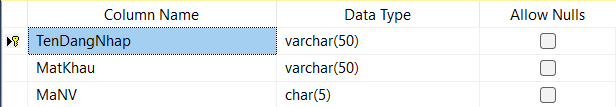 Column Name Data Type Allow Nulls
TenDangNhap varchar(50)
MatKhau varchar(50)
MaNV char(5)